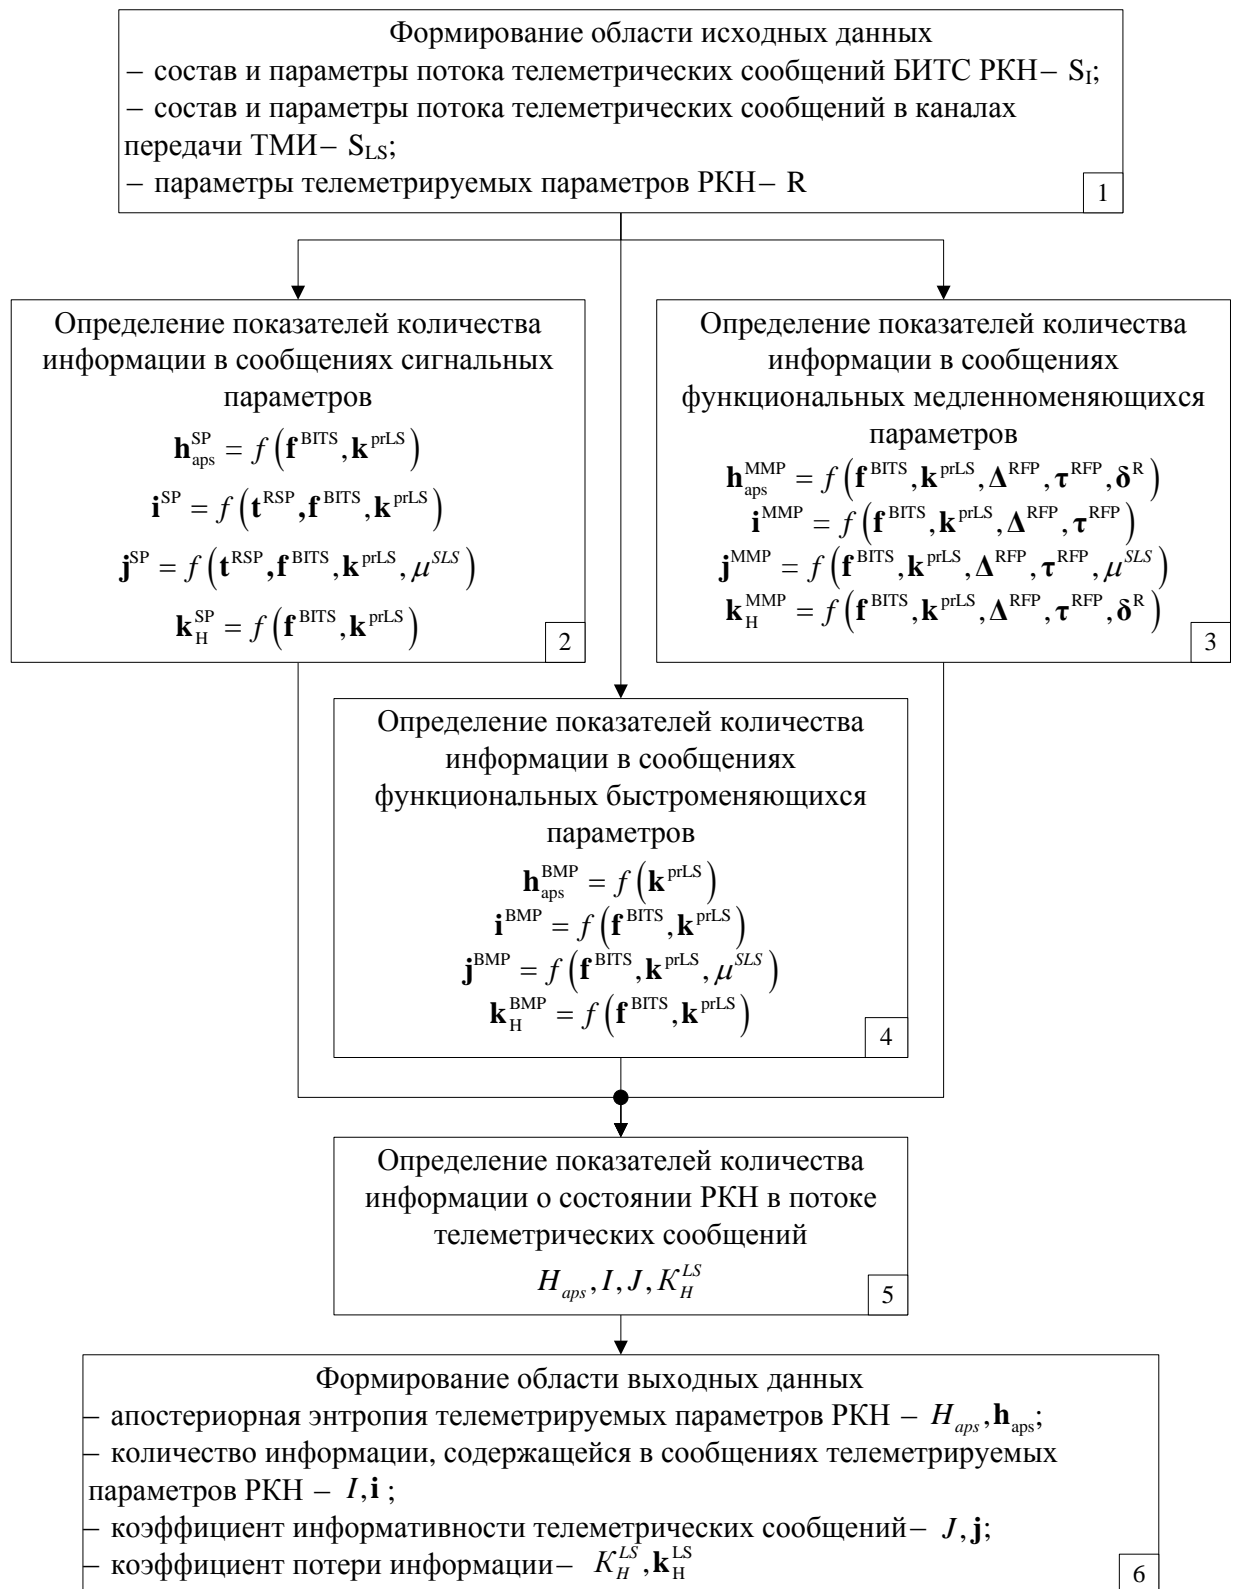 Формирование области исходных данных
– состав и параметры потока телеметрических сообщений БИТС РКН– S_I;
– состав и параметры потока телеметрических сообщений в каналах
передачи ТМИ– S_LS;
– параметры телеметрируемых параметров РКН– R
1
Определение показателей количества
информации в сообщениях сигнальных
параметров
h_aps^SP = f(f^BITS, k^prLS)
i^SP = f(t^RSP, f^BITS, k^prLS)
j^SP = f(t^RSP, f^BITS, k^prLS, μ^SLS)
k_H^SP = f(f^BITS, k^prLS)
2
Определение показателей количества
информации в сообщениях
функциональных медленноменяющихся
параметров
h_aps^MMP = f(f^BITS, k^prLS, Δ^RFP, τ^RFP, δ^R)
i^MMP = f(f^BITS, k^prLS, Δ^RFP, τ^RFP)
j^MMP = f(f^BITS, k^prLS, Δ^RFP, τ^RFP, μ^SLS)
k_H^MMP = f(f^BITS, k^prLS, Δ^RFP, τ^RFP, δ^R)
3
Определение показателей количества
информации в сообщениях
функциональных быстроменяющихся
параметров
h_aps^BMP = f(k^prLS)
i^BMP = f(f^BITS, k^prLS)
j^BMP = f(f^BITS, k^prLS, μ^SLS)
k_H^BMP = f(f^BITS, k^prLS)
4
Определение показателей количества
информации о состоянии РКН в потоке
телеметрических сообщений
H_aps, I, J, K_H^LS
5
Формирование области выходных данных
– апостериорная энтропия телеметрируемых параметров РКН – H_aps, h_aps;
– количество информации, содержащейся в сообщениях телеметрируемых
параметров РКН – I, i ;
– коэффициент информативности телеметрических сообщений– J, j;
– коэффициент потери информации– K_H^LS, k_H^LS
6